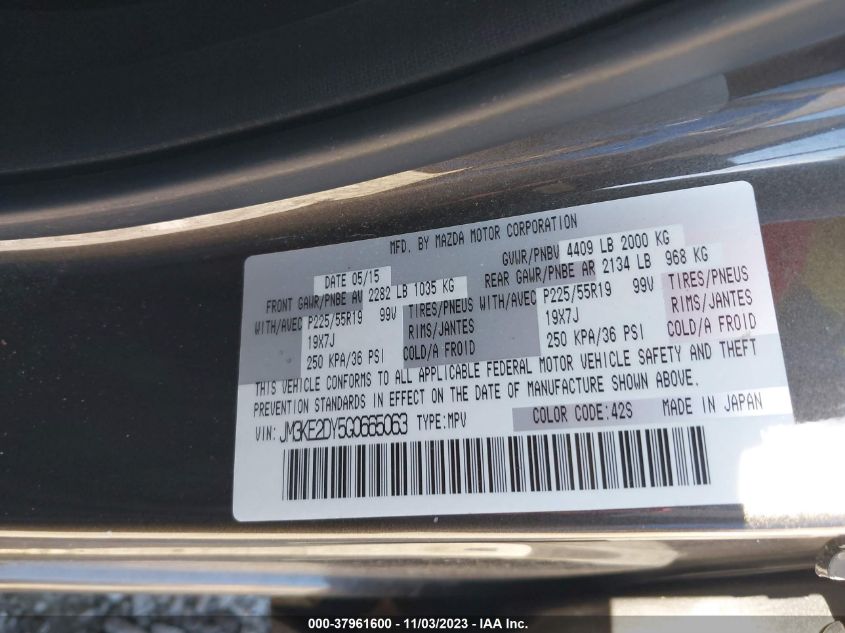 MFD. BY MAZDA MOTOR CORPORATION
DATE 05/15 GVWR/PNBV 4409 LB 2000 KG
FRONT GAWR/PNBE AV 2282 LB 1035 KG REAR GAWR/PNBE AR 2134 LB 968 KG
WITH/AVEC P225/55R19 99V TIRES/PNEUS WITH/AVEC P225/55R19 99V TIRES/PNEUS
19X7J RIMS/JANTES 19X7J RIMS/JANTES
250 KPA/36 PSI COLD/A FROID 250 KPA/36 PSI COLD/A FROID
THIS VEHICLE CONFORMS TO ALL APPLICABLE FEDERAL MOTOR VEHICLE SAFETY AND THEFT
PREVENTION STANDARDS IN EFFECT ON THE DATE OF MANUFACTURE SHOWN ABOVE.
VIN: JM3KE2DY5G0665063 TYPE:MPV COLOR CODE:42S MADE IN JAPAN
000-37961600 - 11/03/2023 - IAA Inc.